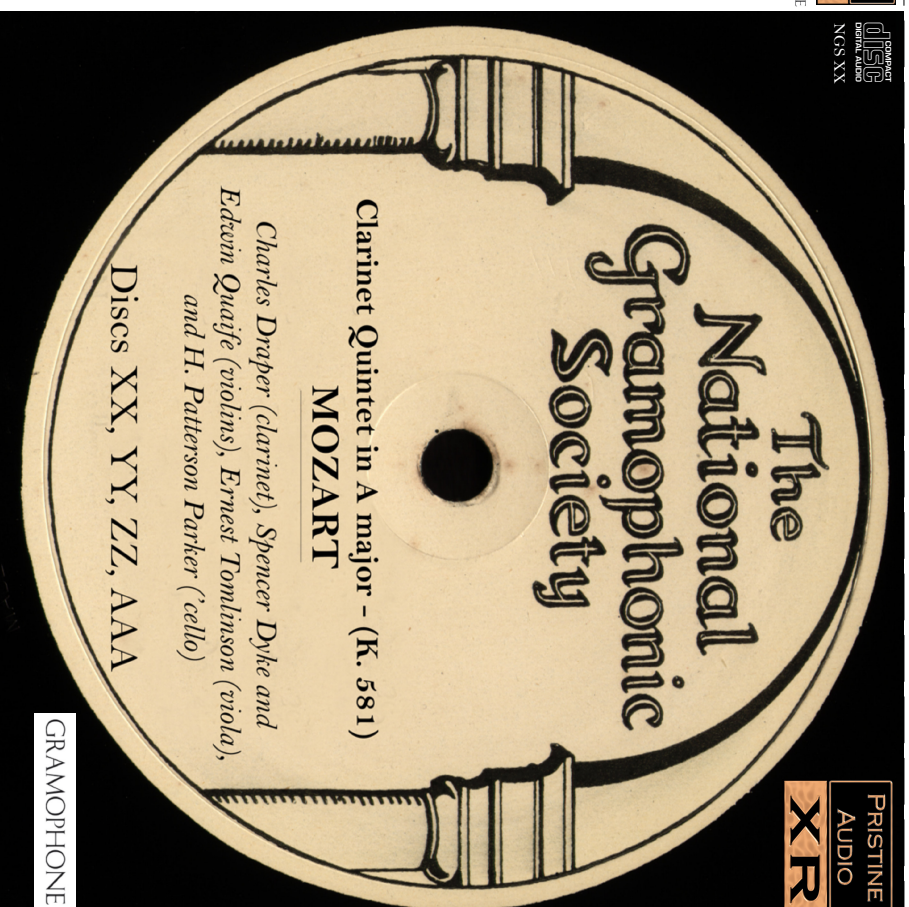 COMPACT
disc
DIGITAL AUDIO
NGS XX
The
National
Gramophonic
Society
Clarinet Quintet in A major - (K. 581)
MOZART
Charles Draper (clarinet), Spencer Dyke and
Edwin Quaife (violins), Ernest Tomlinson (viola),
and H. Patterson Parker ('cello)
Discs XX, YY, ZZ, AAA
PRISTINE
AUDIO
XR
GRAMOPHONE